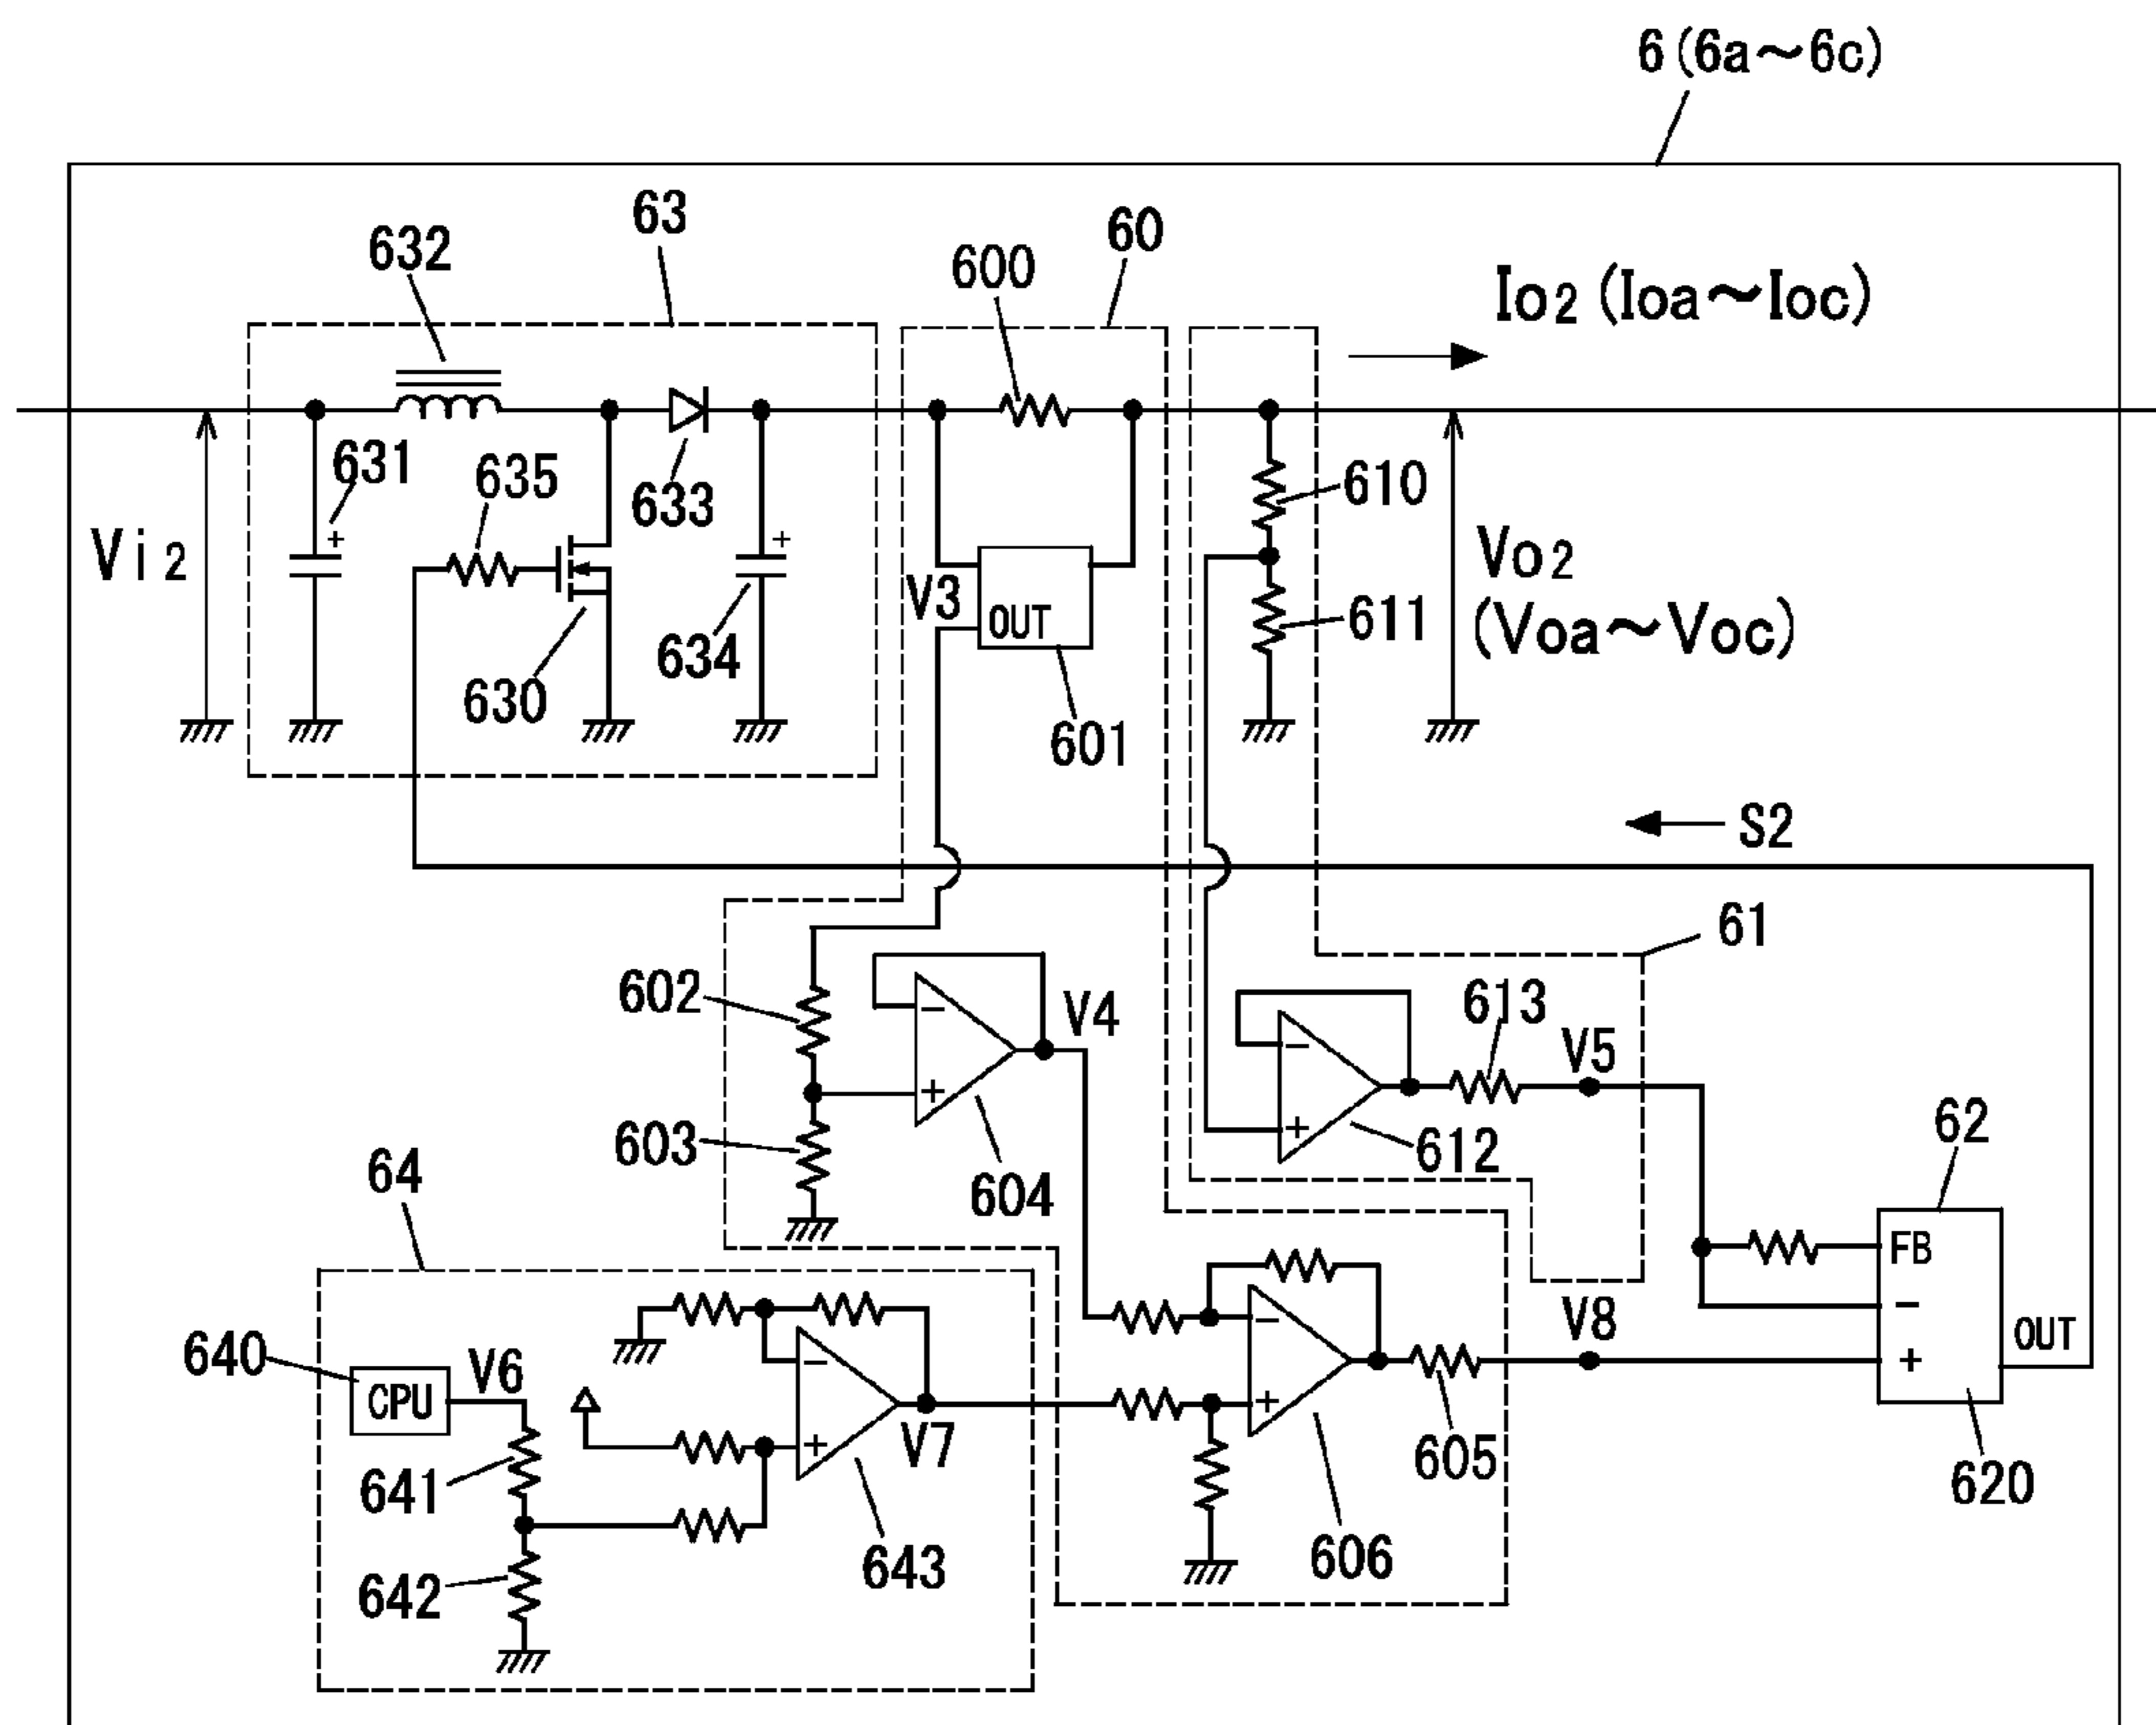 6 (6a～6c)
63
60
632
600
Io2 (Ioa～Ioc)
631
635
633
610
Vi2
V3
OUT
Vo2
(Voa～Voc)
611
634
630
601
S2
61
602
V4
613
V5
-
-
+
+
603
604
612
62
64
FB
-
OUT
+
V8
640
CPU
V6
-
-
+
+
V7
641
605
620
642
643
606
+
+